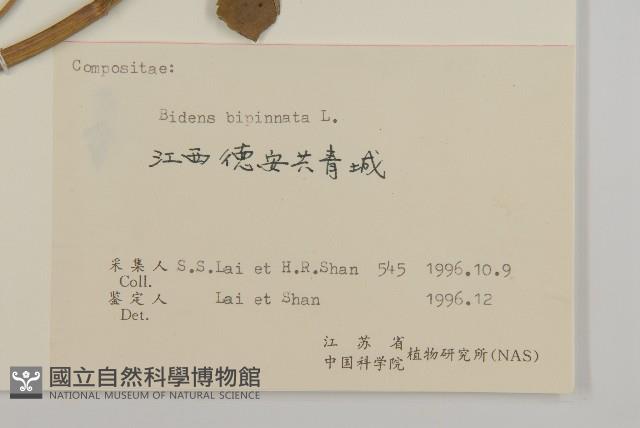 Compositae:
Bidens bipinnata L.
江西德安共青城
采集人 S.S.Lai et H.R.Shan 545 1996.10.9
Coll.
鉴定人 Lai et Shan 1996.12
Det.
江苏省
中国科学院 植物研究所(NAS)
國立自然科學博物館
NATIONAL MUSEUM OF NATURAL SCIENCE